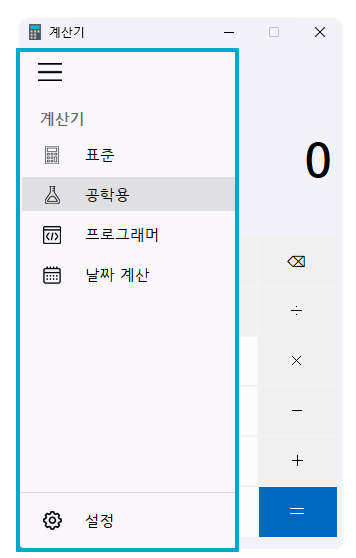 계산기
계산기
0
표준
공학용
프로그래머
날짜 계산
÷
×
−
+
=
설정